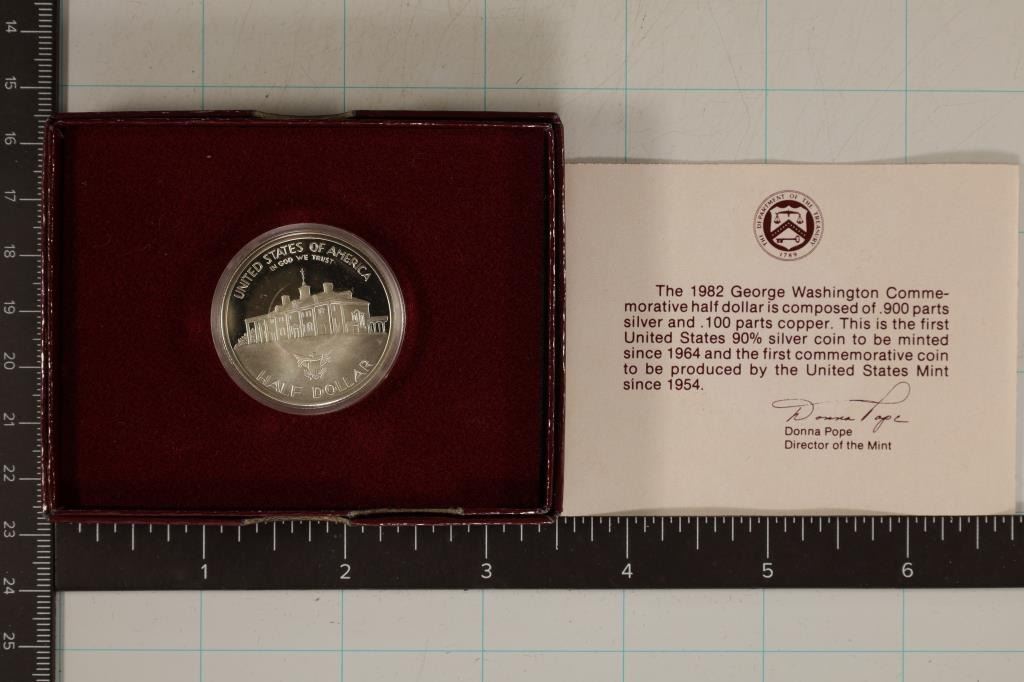 UNITED STATES OF AMERICA
IN GOD WE TRUST
HALF DOLLAR
THE DEPARTMENT OF THE TREASURY
1789
The 1982 George Washington Comme-
morative half dollar is composed of .900 parts
silver and .100 parts copper. This is the first
United States 90% silver coin to be minted
since 1964 and the first commemorative coin
to be produced by the United States Mint
since 1954.
Donna Pope
Donna Pope
Director of the Mint
14
15
16
17
18
19
20
21
22
23
24
25
1 2 3 4 5 6